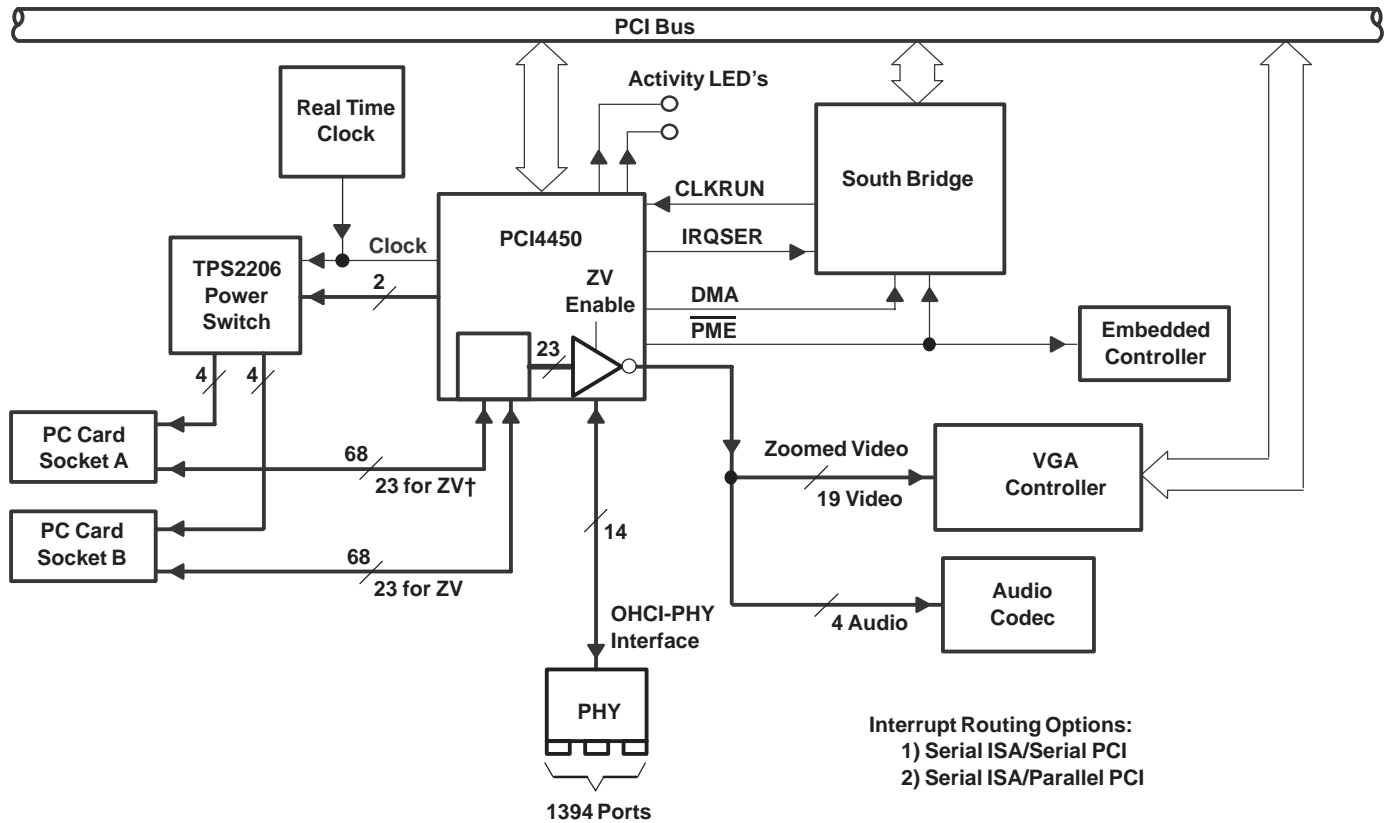 PCI Bus
Activity LED's
Real Time
Clock
South Bridge
CLKRUN
PCI4450
IRQSER
Clock
TPS2206
Power
Switch
2
ZV
Enable
DMA
PME
Embedded
Controller
23
4
4
PC Card
Socket A
68
23 for ZV†
Zoomed Video
19 Video
VGA
Controller
PC Card
Socket B
14
68
23 for ZV
Audio
Codec
4 Audio
OHCI-PHY
Interface
PHY
Interrupt Routing Options:
1) Serial ISA/Serial PCI
2) Serial ISA/Parallel PCI
1394 Ports